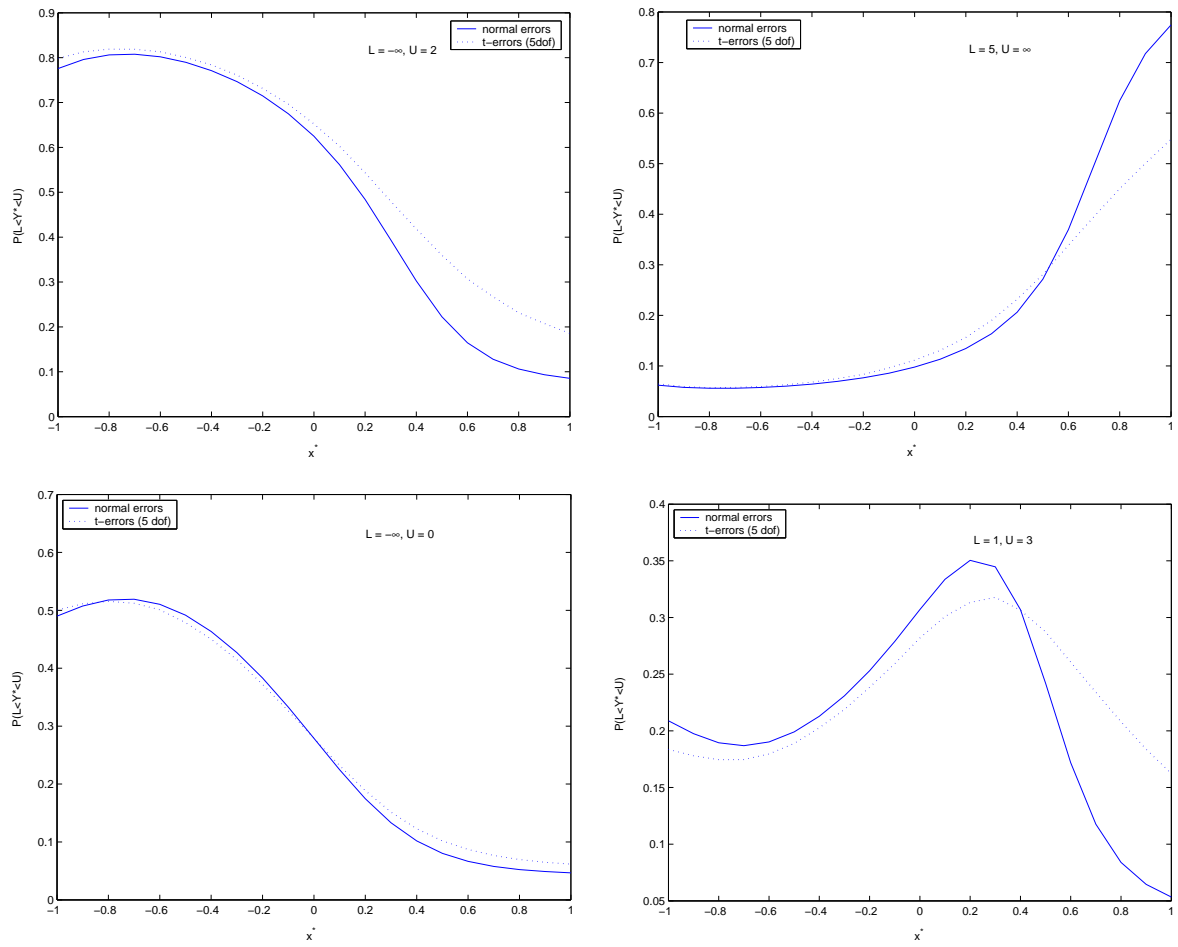 0.9
0.8
0.7
0.6
0.5
0.4
0.3
0.2
0.1
0
P(L<Y*<U)
normal errors
t−errors (5dof)
L = −∞, U = 2
−1 −0.8 −0.6 −0.4 −0.2 0 0.2 0.4 0.6 0.8 1
x*
0.8
0.7
0.6
0.5
0.4
0.3
0.2
0.1
0
P(L<Y*<U)
normal errors
t−errors (5 dof)
L = 5, U = ∞
−1 −0.8 −0.6 −0.4 −0.2 0 0.2 0.4 0.6 0.8 1
x*
0.7
0.6
0.5
0.4
0.3
0.2
0.1
0
P(L<Y*<U)
normal errors
t−errors (5 dof)
L = −∞, U = 0
−1 −0.8 −0.6 −0.4 −0.2 0 0.2 0.4 0.6 0.8 1
x*
0.4
0.35
0.3
0.25
0.2
0.15
0.1
0.05
P(L<Y*<U)
normal errors
t−errors (5 dof)
L = 1, U = 3
−1 −0.8 −0.6 −0.4 −0.2 0 0.2 0.4 0.6 0.8 1
x*